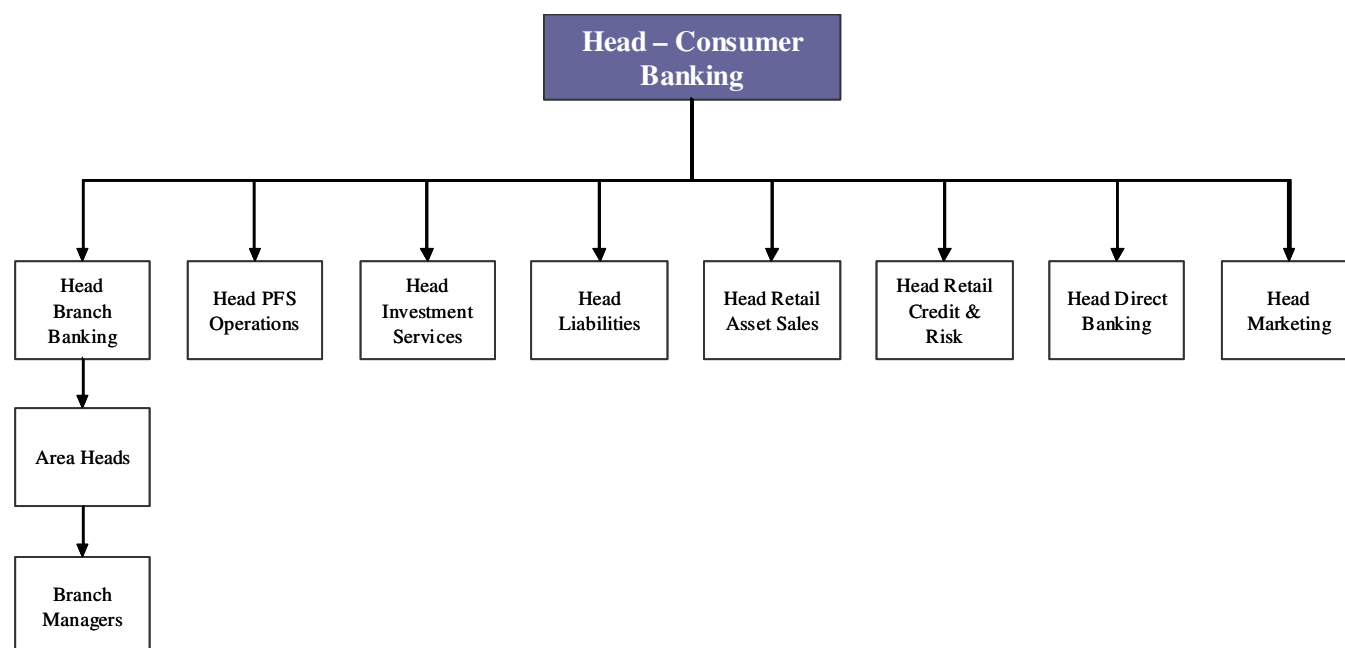 Head – Consumer
Banking
Head
Branch
Banking
Head PFS
Operations
Head
Investment
Services
Head
Liabilities
Head Retail
Asset Sales
Head Retail
Credit &
Risk
Head Direct
Banking
Head
Marketing
Area Heads
Branch
Managers